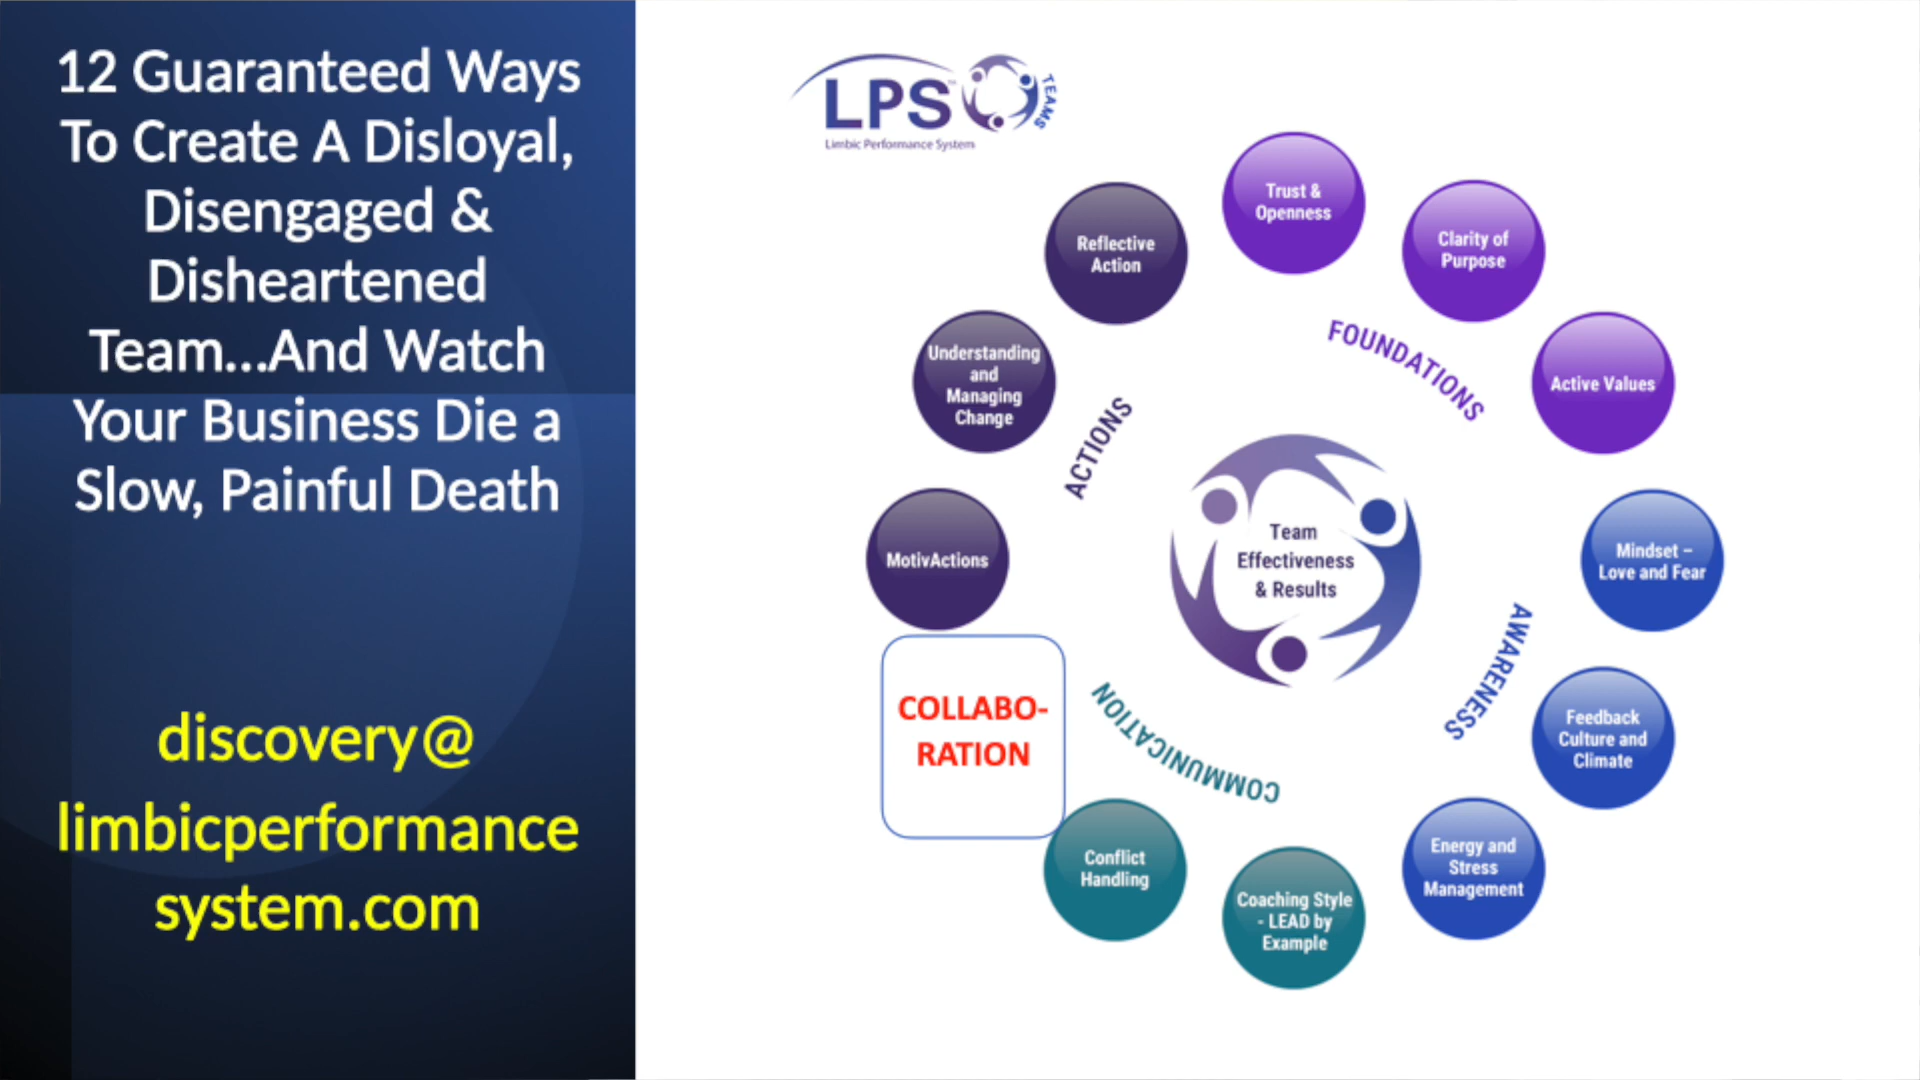 12 Guaranteed Ways
To Create A Disloyal,
Disengaged &
Disheartened
Team...And Watch
Your Business Die a
Slow, Painful Death
discovery@
limbicperformance
system.com
LPS™
TEAMS
Limbic Performance System
Trust &
Openness
Clarity of
Purpose
Active Values
FOUNDATIONS
Mindset –
Love and Fear
Feedback
Culture and
Climate
Energy and
Stress
Management
AWARENESS
Coaching Style
- LEAD by
Example
Conflict
Handling
COLLABO-
RATION
COMMUNICATION
MotivActions
Understanding
and
Managing
Change
Reflective
Action
ACTIONS
Team
Effectiveness
& Results